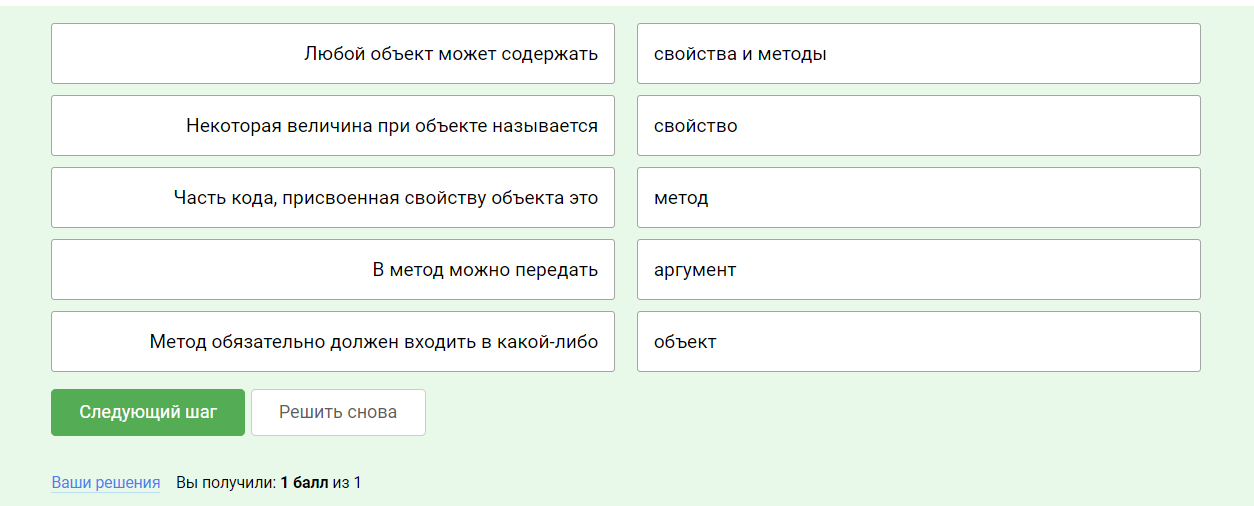 Любой объект может содержать свойства и методы
Некоторая величина при объекте называется свойство
Часть кода, присвоенная свойству объекта это метод
В метод можно передать аргумент
Метод обязательно должен входить в какой-либо объект
Следующий шаг Решить снова
Ваши решения Вы получили: 1 балл из 1